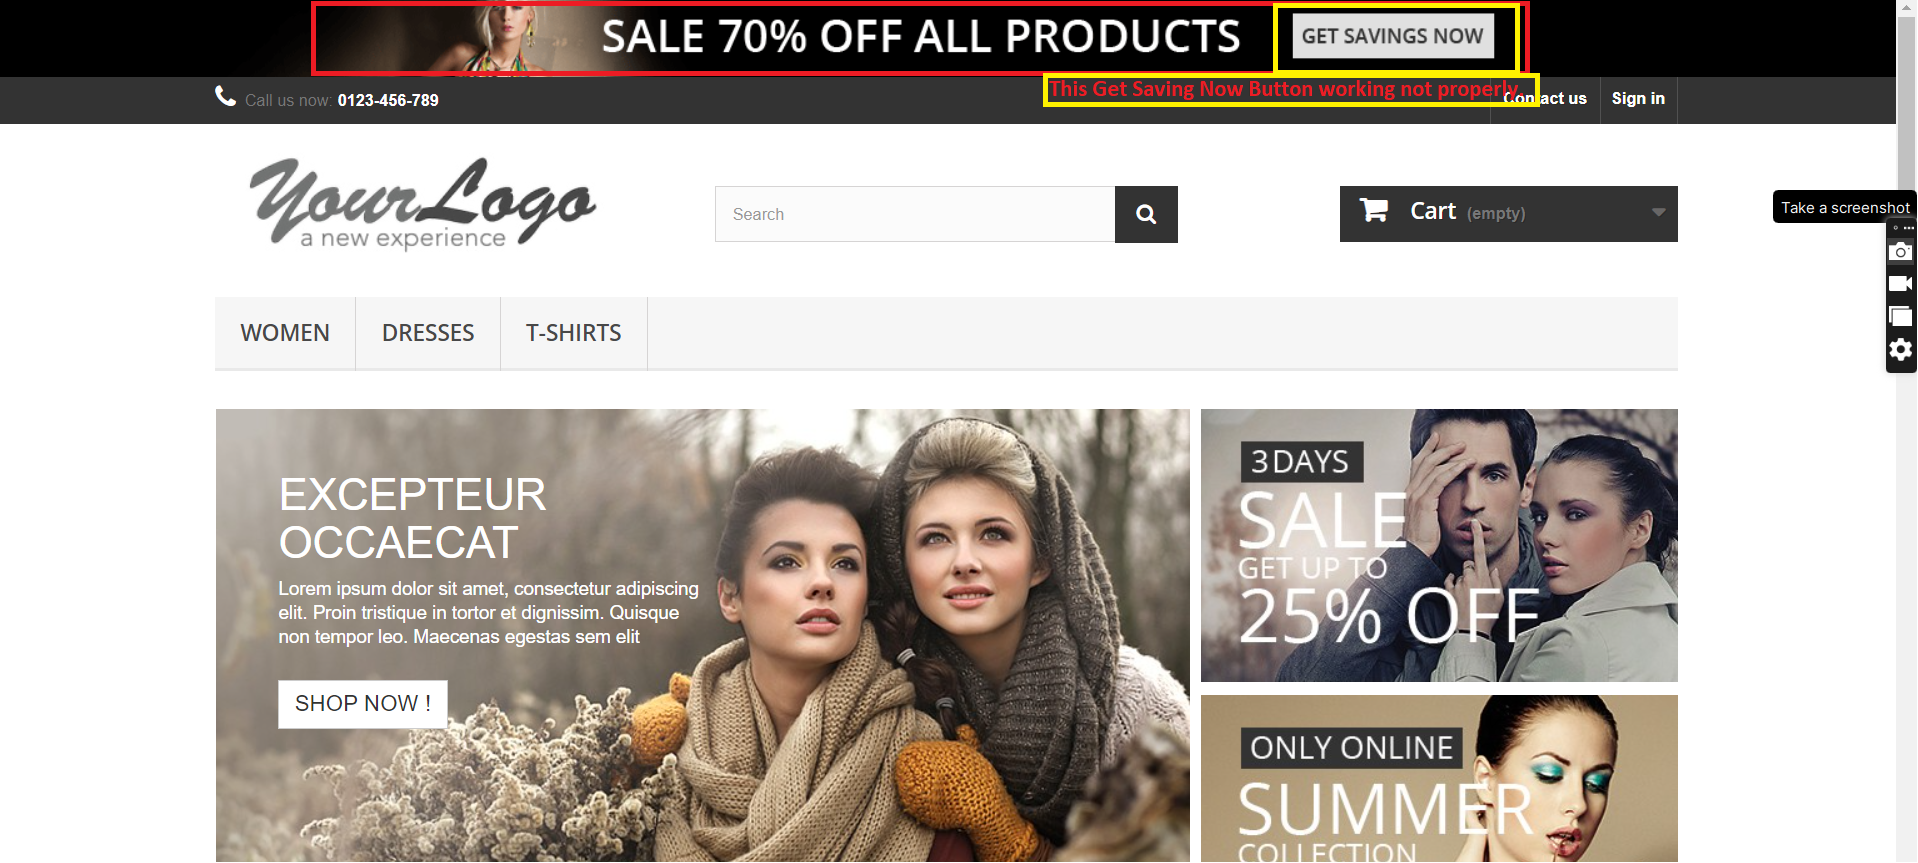 SALE 70% OFF ALL PRODUCTS
GET SAVINGS NOW
This Get Saving Now Button working not properly.
Call us now: 0123-456-789
Contact us
Sign in
Your Logo
a new experience
Search
Cart (empty)
Take a screenshot
WOMEN
DRESSES
T-SHIRTS
EXCEPTEUR
OCCAECAT
Lorem ipsum dolor sit amet, consectetur adipiscing
elit. Proin tristique in tortor et dignissim. Quisque
non tempor leo. Maecenas egestas sem elit
SHOP NOW !
3 DAYS
SALE
GET UP TO
25% OFF
ONLY ONLINE
SUMMER
COLLECTION